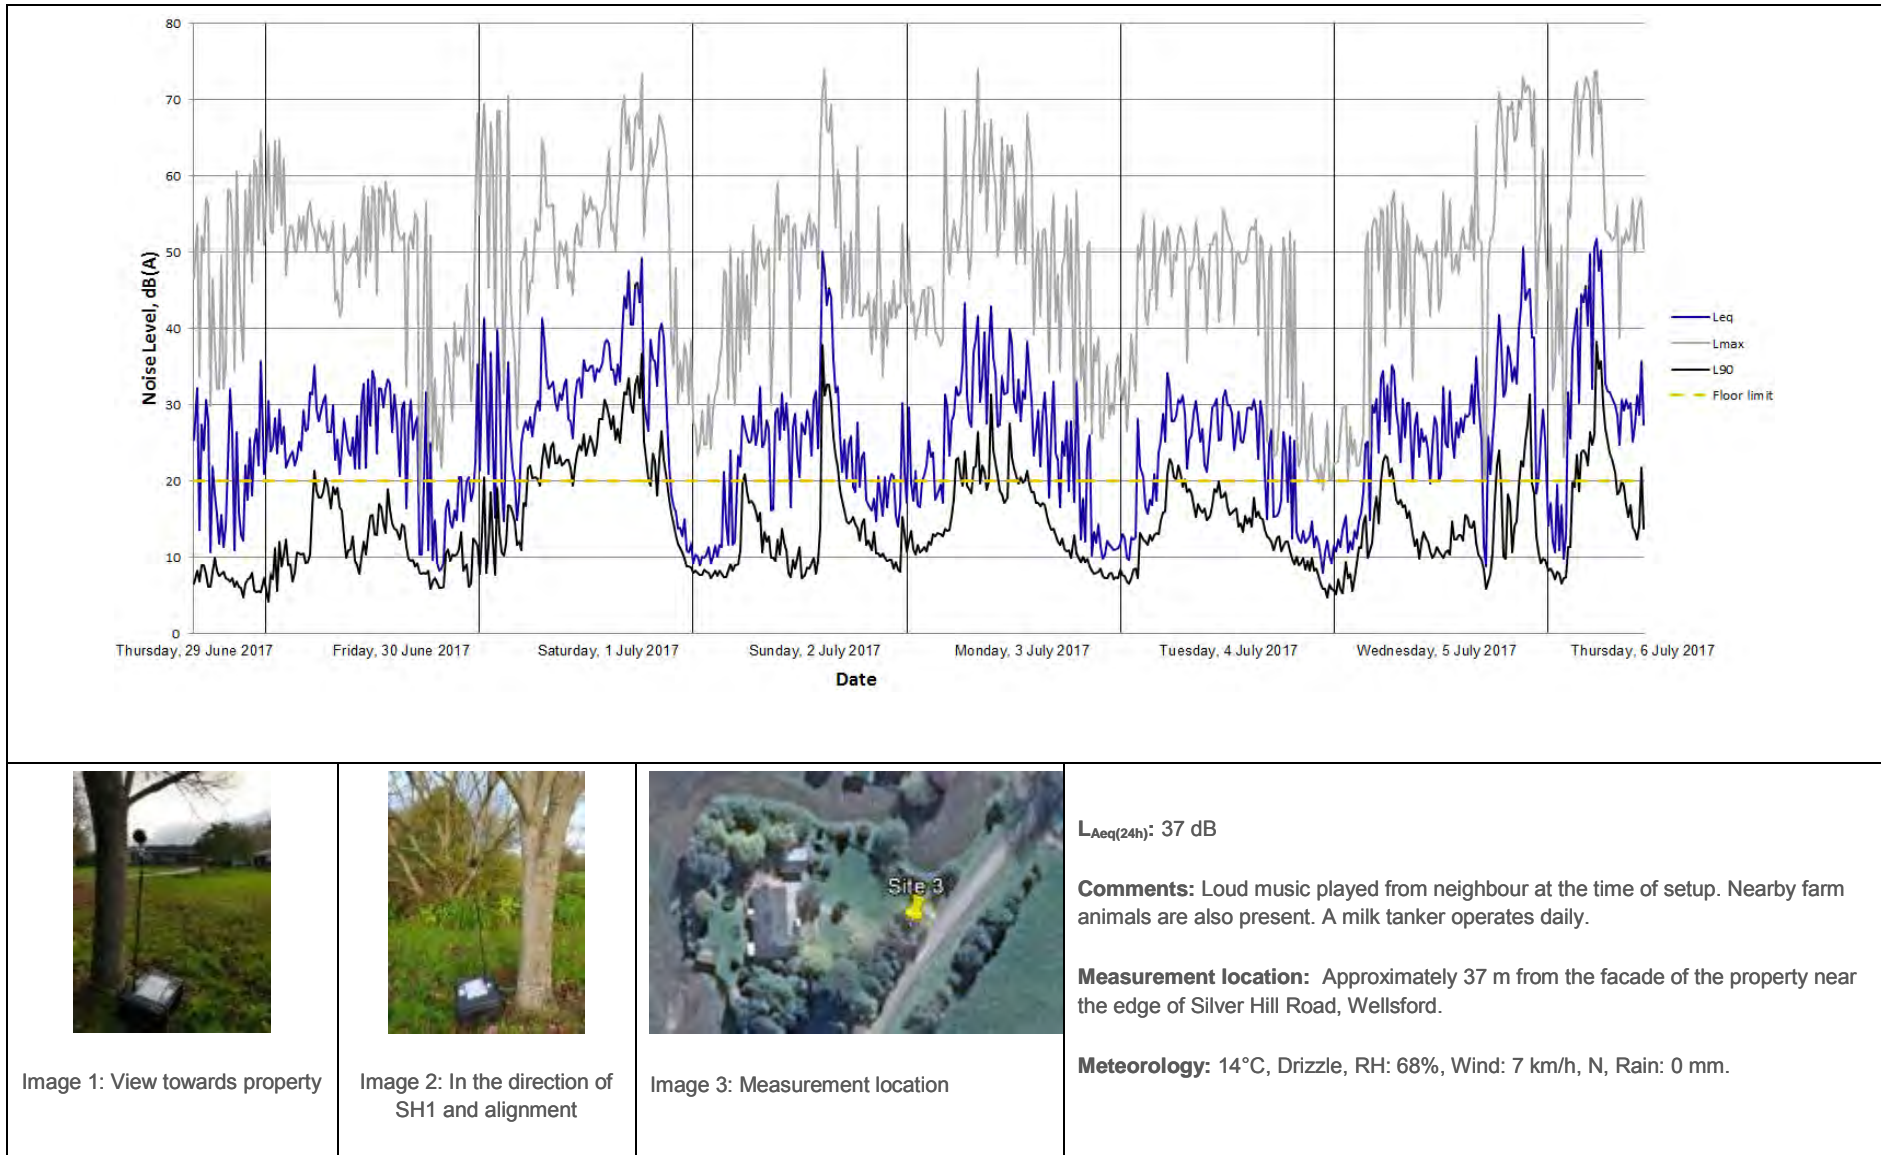 80
70
60
50
40
30
20
10
0
Noise Level, dB(A)
Thursday, 29 June 2017 Friday, 30 June 2017 Saturday, 1 July 2017 Sunday, 2 July 2017 Monday, 3 July 2017 Tuesday, 4 July 2017 Wednesday, 5 July 2017 Thursday, 6 July 2017
Date
Leq
Lmax
L90
Floor limit
Site 3
Image 1: View towards property
Image 2: In the direction of
SH1 and alignment
Image 3: Measurement location
LAeq(24h): 37 dB
Comments: Loud music played from neighbour at the time of setup. Nearby farm
animals are also present. A milk tanker operates daily.
Measurement location: Approximately 37 m from the facade of the property near
the edge of Silver Hill Road, Wellsford.
Meteorology: 14°C, Drizzle, RH: 68%, Wind: 7 km/h, N, Rain: 0 mm.